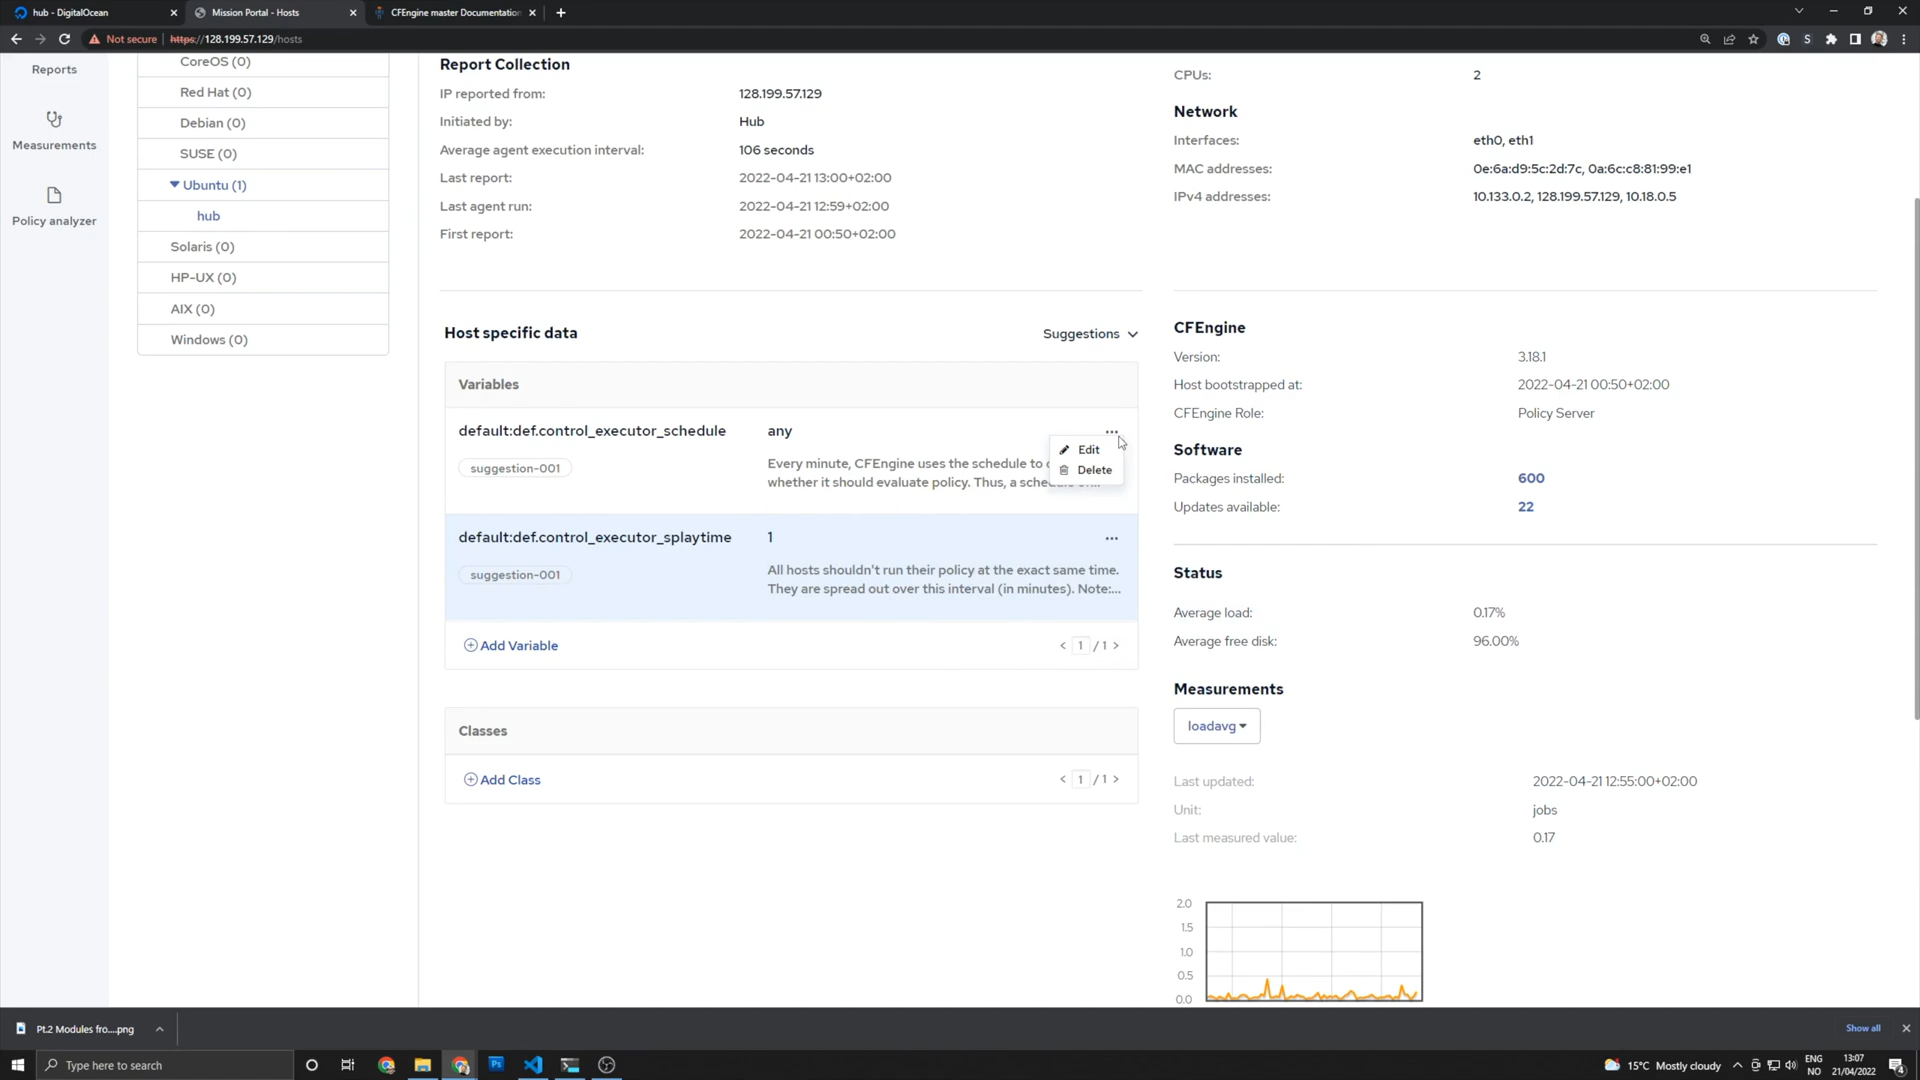 hub - DigitalOcean
Mission Portal - Hosts
CFEngine master Documentation
Not secure
https://128.199.57.129/hosts
Reports
Measurements
Policy analyzer
CoreOS (0)
Red Hat (0)
Debian (0)
SUSE (0)
Ubuntu (1)
hub
Solaris (0)
HP-UX (0)
AIX (0)
Windows (0)
Report Collection
IP reported from: 128.199.57.129
Initiated by: Hub
Average agent execution interval: 106 seconds
Last report: 2022-04-21 13:00+02:00
Last agent run: 2022-04-21 12:59+02:00
First report: 2022-04-21 00:50+02:00
CPUs: 2
Network
Interfaces: eth0, eth1
MAC addresses: 0e:6a:d9:5c:2d:7c, 0a:6c:c8:81:99:e1
IPv4 addresses: 10.133.0.2, 128.199.57.129, 10.18.0.5
Host specific data
Suggestions
Variables
default:def.control_executor_schedule any
Edit
Delete
suggestion-001
Every minute, CFEngine uses the schedule to
whether it should evaluate policy. Thus, a
default:def.control_executor_splaytime 1
suggestion-001
All hosts shouldn't run their policy at the exact same time.
They are spread out over this interval (in minutes). Note:...
Add Variable
< 1 / 1 >
Classes
Add Class
< 1 / 1 >
CFEngine
Version: 3.18.1
Host bootstrapped at: 2022-04-21 00:50+02:00
CFEngine Role: Policy Server
Software
Packages installed: 600
Updates available: 22
Status
Average load: 0.17%
Average free disk: 96.00%
Measurements
loadavg
Last updated: 2022-04-21 12:55:00+02:00
Unit: jobs
Last measured value: 0.17
2.0
1.5
1.0
0.5
0.0
Pt.2 Modules fro....png
Show all
Type here to search
Ps
15°C Mostly cloudy
ENG
NO
13:07
21/04/2022
4